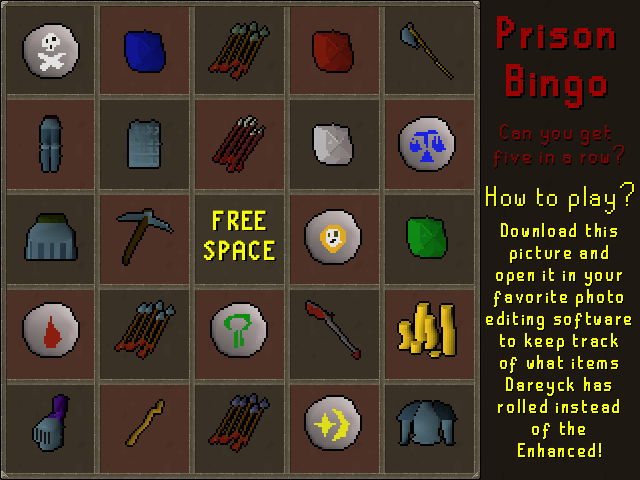 Prison
Bingo
Can you get
five in a row?
FREE
SPACE
How to play?
Download this
picture and
open it in your
favorite photo
editing software
to keep track
of what items
Dareyck has
rolled instead
of the
Enhanced!